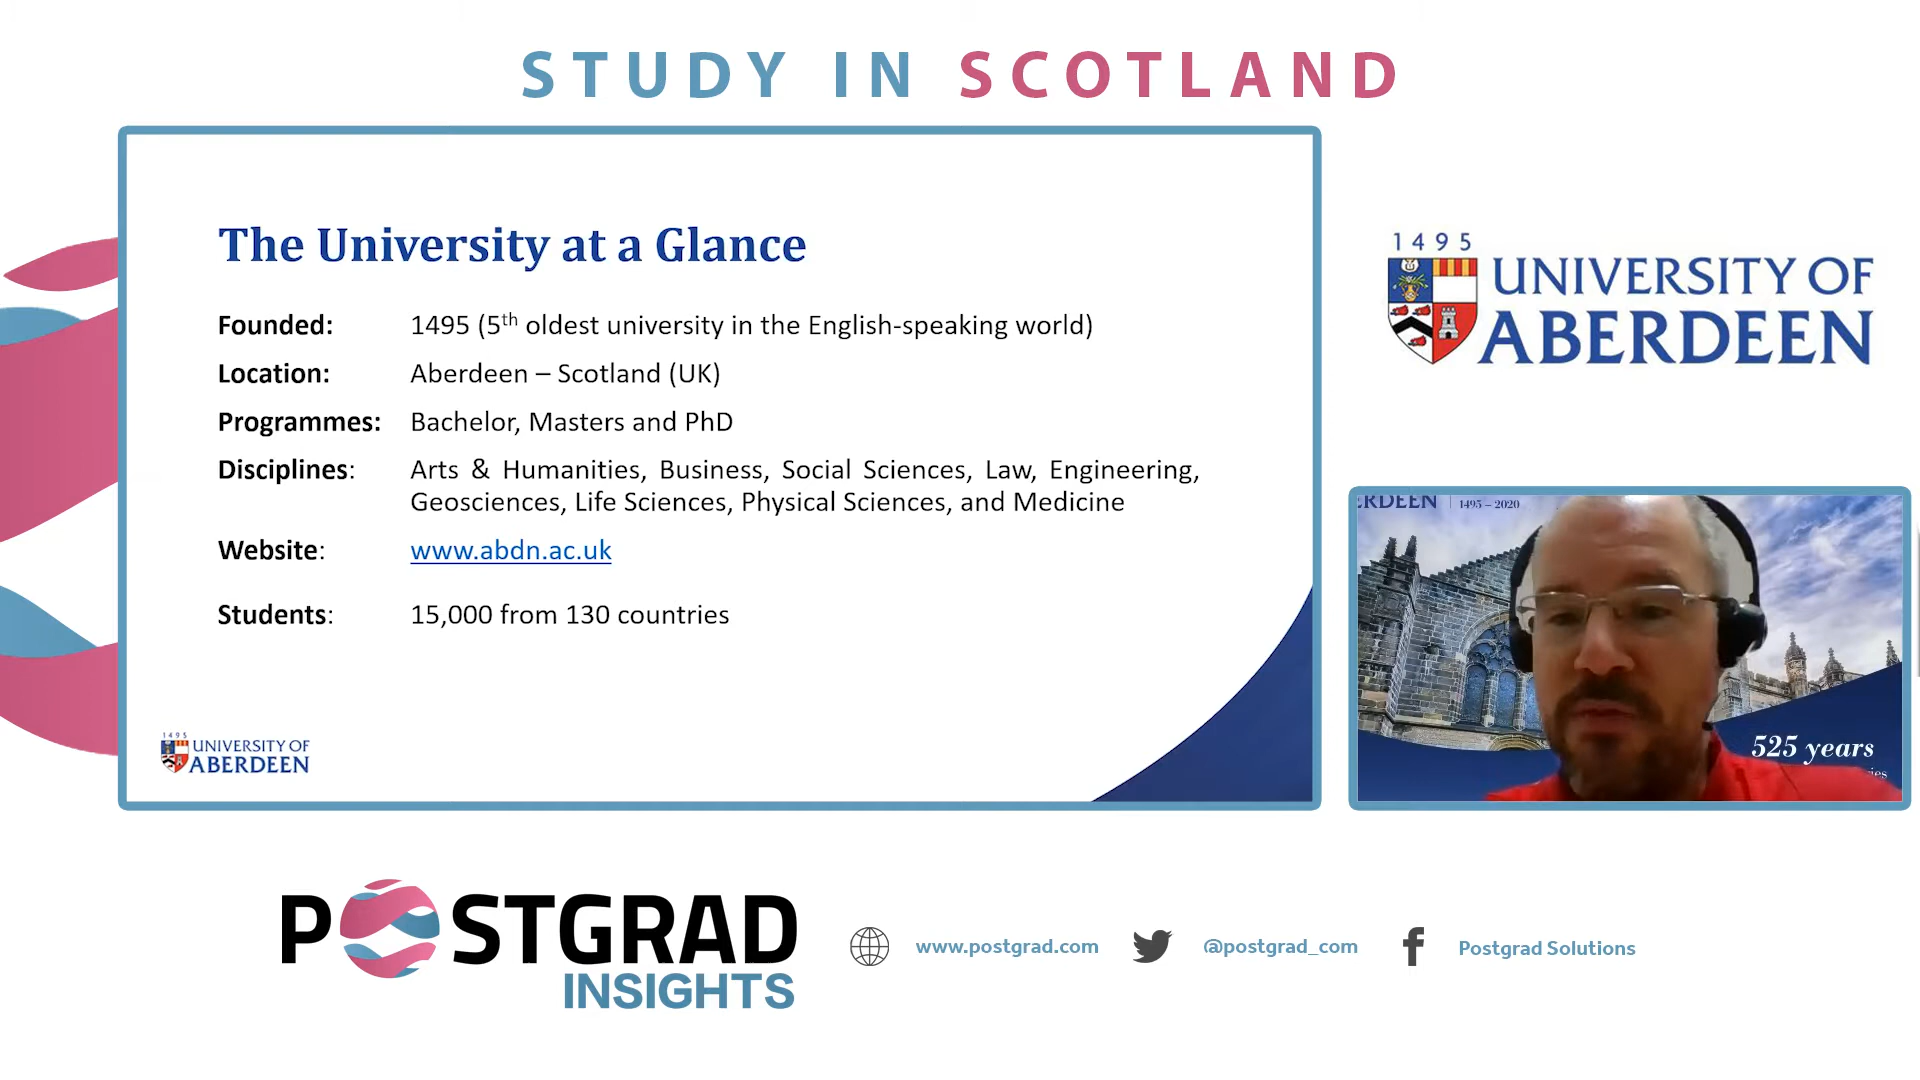 STUDY IN SCOTLAND
The University at a Glance
Founded: 1495 (5th oldest university in the English-speaking world)
Location: Aberdeen – Scotland (UK)
Programmes: Bachelor, Masters and PhD
Disciplines: Arts & Humanities, Business, Social Sciences, Law, Engineering,
Geosciences, Life Sciences, Physical Sciences, and Medicine
Website: www.abdn.ac.uk
Students: 15,000 from 130 countries
1495
UNIVERSITY OF
ABERDEEN
1495
UNIVERSITY OF
ABERDEEN
ERDEEN 1495 – 2020
525 years
POSTGRAD
INSIGHTS
www.postgrad.com
@postgrad_com
Postgrad Solutions